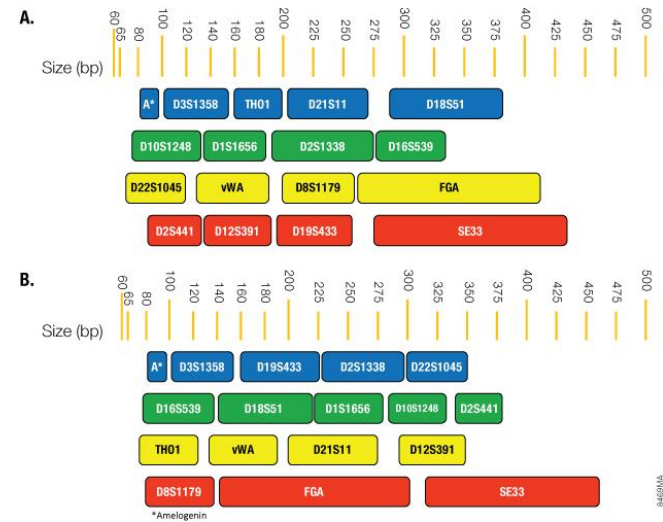 A.
60 65 80 100 120 140 160 180 200 225 250 275 300 325 350 375 400 425 450 475 500
Size (bp)
A* D3S1358 TH01 D21S11 D18S51
D10S1248 D1S1656 D2S1338 D16S539
D22S1045 vWA D8S1179 FGA
D2S441 D12S391 D19S433 SE33
B.
60 65 80 100 120 140 160 180 200 225 250 275 300 325 350 375 400 425 450 475 500
Size (bp)
A* D3S1358 D19S433 D2S1338 D22S1045
D16S539 D18S51 D1S1656 D10S1248 D2S441
TH01 vWA D21S11 D12S391
D8S1179 FGA SE33
*Amelogenin